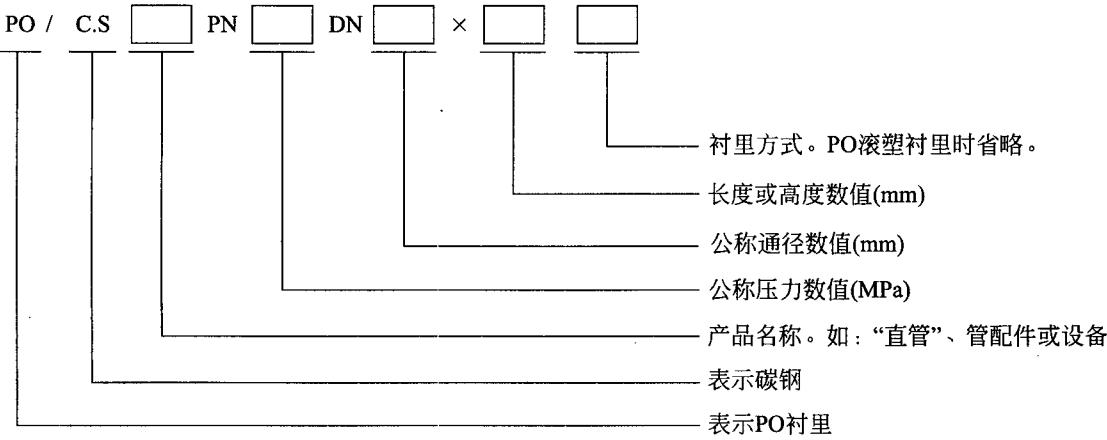 PO / C.S PN DN ×
衬里方式。PO滚塑衬里时省略。
长度或高度数值(mm)
公称通径数值(mm)
公称压力数值(MPa)
产品名称。如：“直管”、管配件或设备
表示碳钢
表示PO衬里